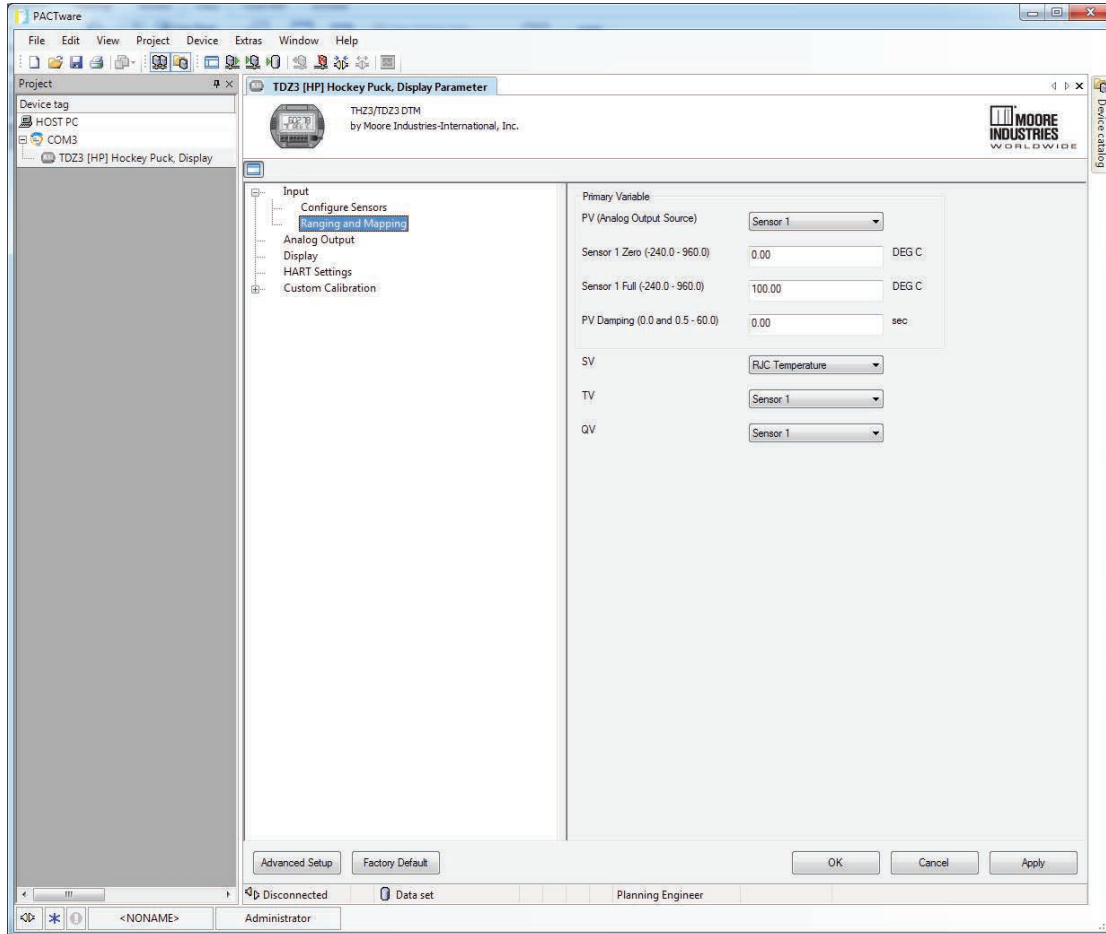 PACTware
File Edit View Project Device Extras Window Help
Project
Device tag
HOST PC
COM3
TDZ3 [HP] Hockey Puck, Display
TDZ3 [HP] Hockey Puck, Display Parameter
THZ3/TDZ3 DTM
by Moore Industries-International, Inc.
MOORE
INDUSTRIES
WORLDWIDE
Device catalog
Input
Configure Sensors
Ranging and Mapping
Analog Output
Display
HART Settings
Custom Calibration
Primary Variable
PV (Analog Output Source) Sensor 1
Sensor 1 Zero (-240.0 - 960.0) 0.00 DEG C
Sensor 1 Full (-240.0 - 960.0) 100.00 DEG C
PV Damping (0.0 and 0.5 - 60.0) 0.00 sec
SV RJC Temperature
TV Sensor 1
QV Sensor 1
Advanced Setup Factory Default OK Cancel Apply
Disconnected Data set Planning Engineer
<NONAME> Administrator